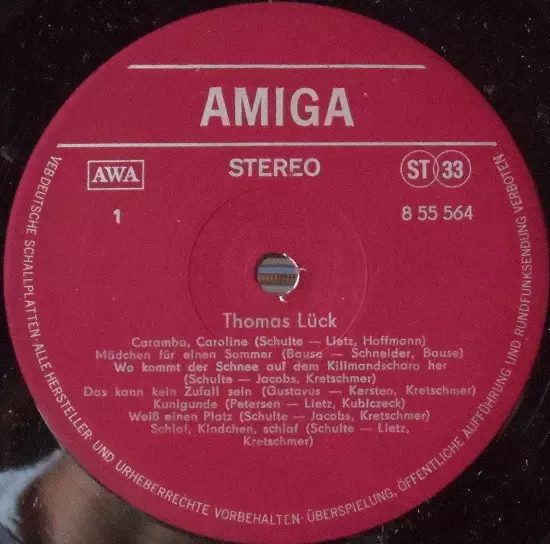 AMIGA
AWA
STEREO
ST 33
1
8 55 564
Thomas Lück
Caramba, Caroline (Schulte — Lietz, Hoffmann)
Mädchen für einen Sommer (Bause — Schneider, Bause)
Wo kommt der Schnee auf dem Kilimandscharo her
(Schulte — Jacobs, Kretschmer)
Das kann kein Zufall sein (Gustavus — Kersten, Kretschmer)
Kunigunde (Petersen — Lietz, Kubiczeck)
Weiß einen Platz (Schulte — Jacobs, Kretschmer)
Schlaf, Kindchen, schlaf (Schulte — Lietz,
Kretschmer)
VEB DEUTSCHE SCHALLPLATTEN · ALLE HERSTELLER- UND URHEBERRECHTE VORBEHALTEN · ÜBERSPIELUNG, ÖFFENTLICHE AUFFÜHRUNG UND RUNDFUNKSENDUNG VERBOTEN